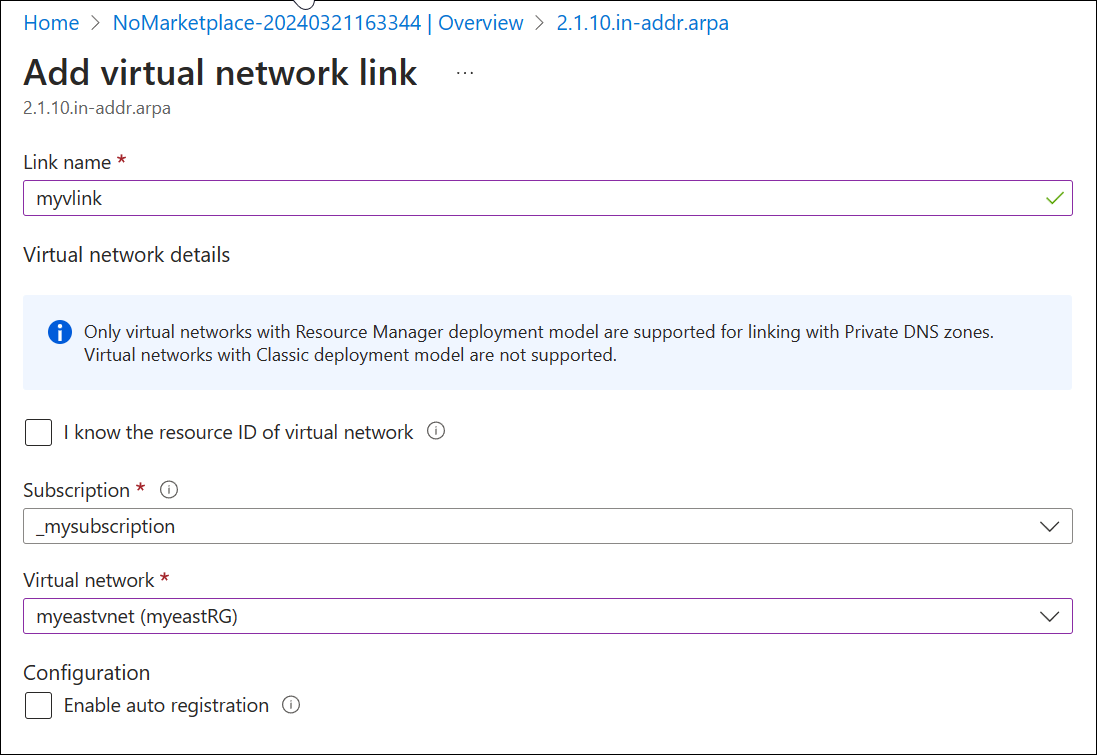 Home > NoMarketplace-20240321163344 | Overview > 2.1.10.in-addr.arpa
Add virtual network link ...
2.1.10.in-addr.arpa
Link name *
myvlink
Virtual network details
Only virtual networks with Resource Manager deployment model are supported for linking with Private DNS zones.
Virtual networks with Classic deployment model are not supported.
I know the resource ID of virtual network
Subscription *
_mysubscription
Virtual network *
myeastvnet (myeastRG)
Configuration
Enable auto registration